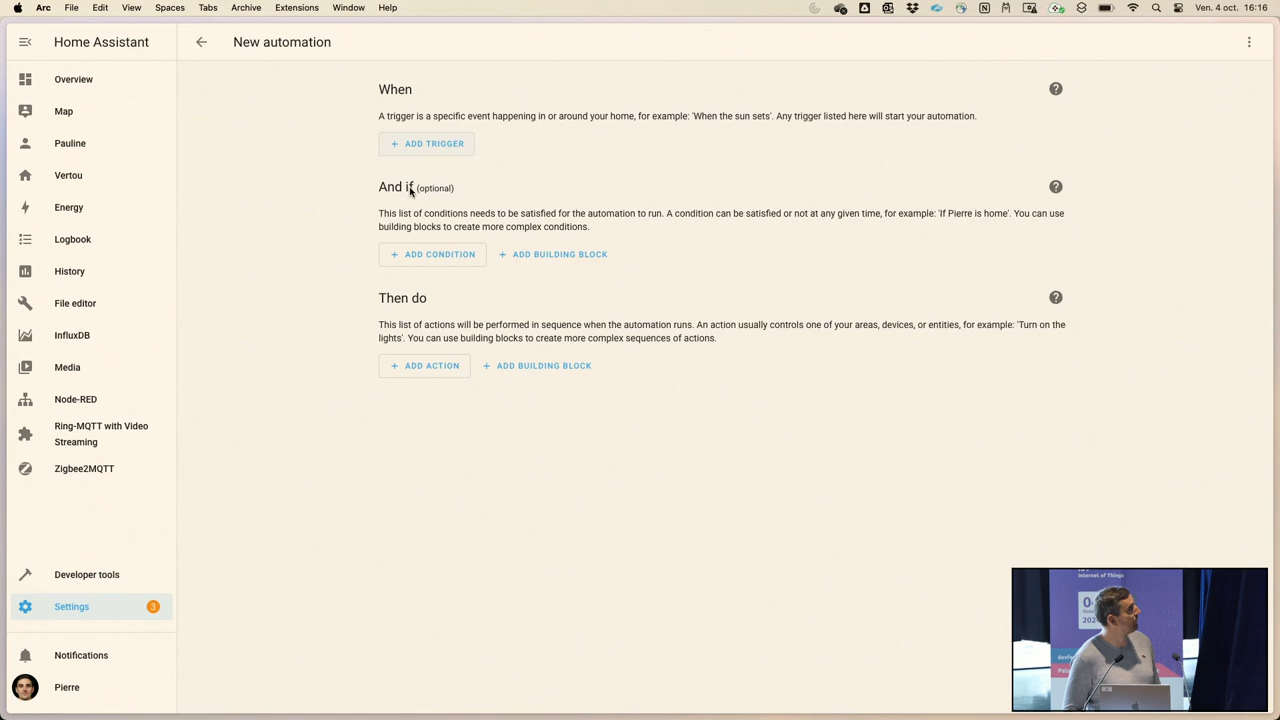 Arc File Edit View Spaces Tabs Archive Extensions Window Help
Ven. 4 oct. 16:16
Home Assistant
New automation
Overview
Map
Pauline
Vertou
Energy
Logbook
History
File editor
InfluxDB
Media
Node-RED
Ring-MQTT with Video
Streaming
Zigbee2MQTT
Developer tools
Settings 3
Notifications
Pierre
When
A trigger is a specific event happening in or around your home, for example: 'When the sun sets'. Any trigger listed here will start your automation.
+ ADD TRIGGER
And if (optional)
This list of conditions needs to be satisfied for the automation to run. A condition can be satisfied or not at any given time, for example: 'If Pierre is home'. You can use
building blocks to create more complex conditions.
+ ADD CONDITION + ADD BUILDING BLOCK
Then do
This list of actions will be performed in sequence when the automation runs. An action usually controls one of your areas, devices, or entities, for example: 'Turn on the
lights'. You can use building blocks to create more complex sequences of actions.
+ ADD ACTION + ADD BUILDING BLOCK
Internet of Things